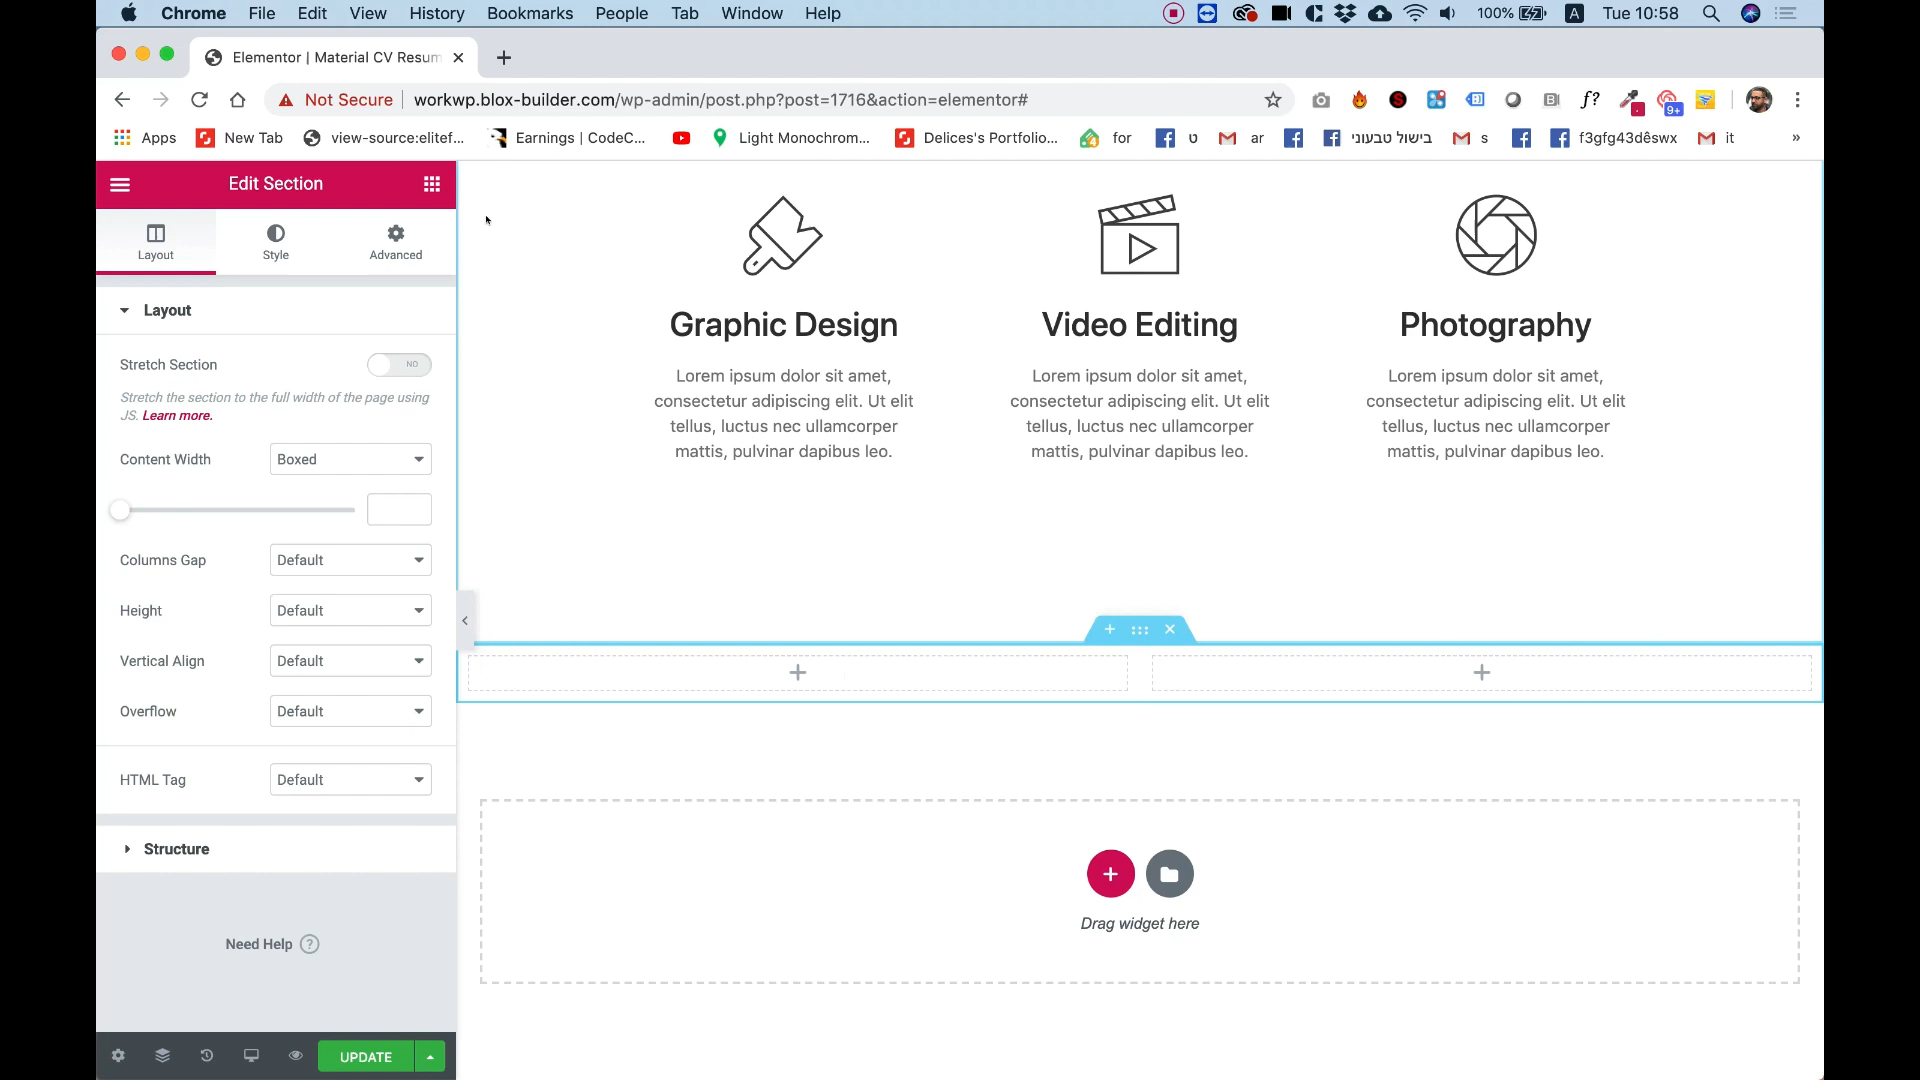 Chrome File Edit View History Bookmarks People Tab Window Help 100% A Tue 10:58
Elementor | Material CV Resum
Not Secure workwp.blox-builder.com/wp-admin/post.php?post=1716&action=elementor# S B f? 9+
Apps New Tab view-source:elitef... Earnings | CodeC... Light Monochrom... Delices's Portfolio... 4 for ט ar בישול טבעוני s f3gfg43dêswx it »
Edit Section
Layout Style Advanced
Layout
Stretch Section NO
Stretch the section to the full width of the page using
JS. Learn more.
Content Width Boxed
Columns Gap Default
Height Default
Vertical Align Default
Overflow Default
HTML Tag Default
Structure
Need Help ?
UPDATE
Graphic Design
Lorem ipsum dolor sit amet,
consectetur adipiscing elit. Ut elit
tellus, luctus nec ullamcorper
mattis, pulvinar dapibus leo.
Video Editing
Lorem ipsum dolor sit amet,
consectetur adipiscing elit. Ut elit
tellus, luctus nec ullamcorper
mattis, pulvinar dapibus leo.
Photography
Lorem ipsum dolor sit amet,
consectetur adipiscing elit. Ut elit
tellus, luctus nec ullamcorper
mattis, pulvinar dapibus leo.
Drag widget here